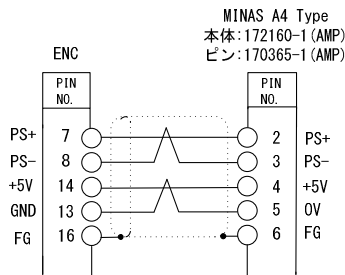 MINAS A4 Type
本体:172160-1(AMP)
ピン:170365-1(AMP)
ENC
PIN NO.
PIN NO.
PS+ 7 2 PS+
PS- 8 3 PS-
+5V 14 4 +5V
GND 13 5 0V
FG 16 6 FG